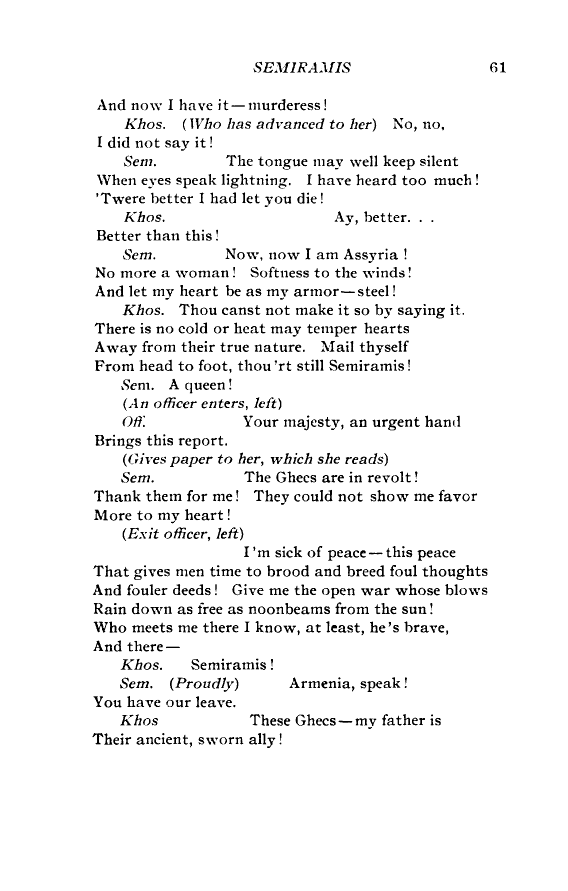 SEMIRAMIS 61
And now I have it—murderess!
Khos. (Who has advanced to her) No, no,
I did not say it!
Sem. The tongue may well keep silent
When eyes speak lightning. I have heard too much!
'Twere better I had let you die!
Khos. Ay, better. . .
Better than this!
Sem. Now, now I am Assyria!
No more a woman! Softness to the winds!
And let my heart be as my armor—steel!
Khos. Thou canst not make it so by saying it.
There is no cold or heat may temper hearts
Away from their true nature. Mail thyself
From head to foot, thou'rt still Semiramis!
Sem. A queen!
(An officer enters, left)
Off. Your majesty, an urgent hand
Brings this report.
(Gives paper to her, which she reads)
Sem. The Ghecs are in revolt!
Thank them for me! They could not show me favor
More to my heart!
(Exit officer, left)
I'm sick of peace—this peace
That gives men time to brood and breed foul thoughts
And fouler deeds! Give me the open war whose blows
Rain down as free as noonbeams from the sun!
Who meets me there I know, at least, he's brave,
And there—
Khos. Semiramis!
Sem. (Proudly) Armenia, speak!
You have our leave.
Khos These Ghecs—my father is
Their ancient, sworn ally!